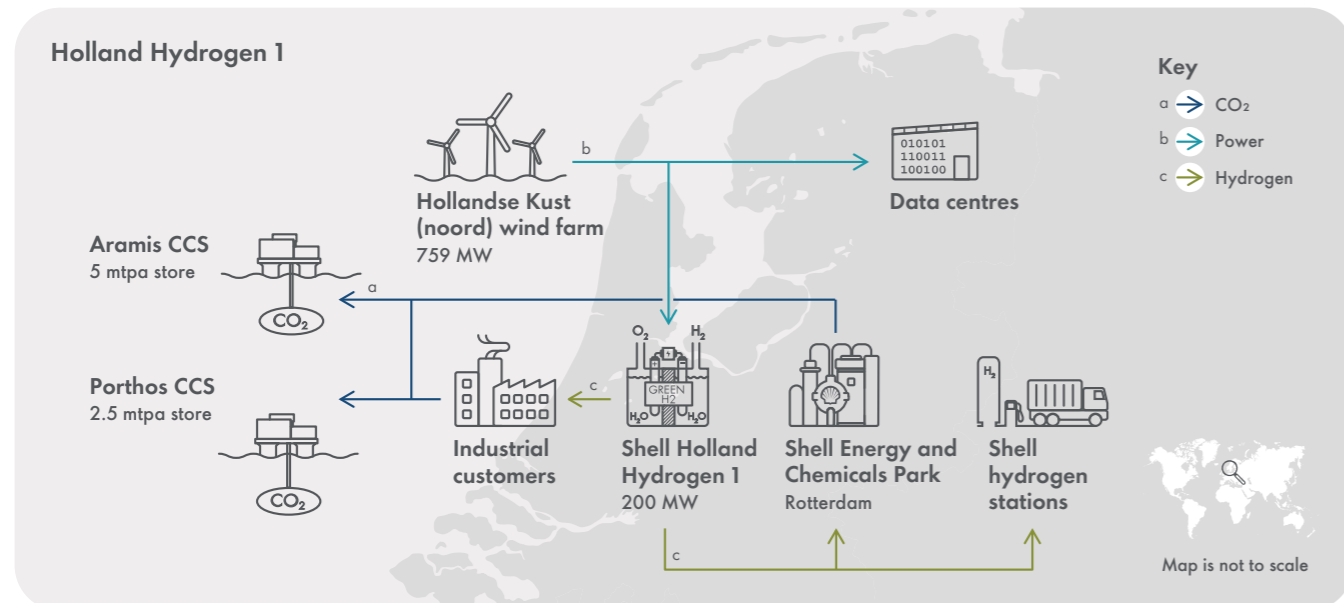 Holland Hydrogen 1
Key
a CO₂
b Power
c Hydrogen
b
010101
110011
100100
Hollandse Kust
(noord) wind farm
759 MW
Data centres
Aramis CCS
5 mtpa store
a
CO₂
O₂ H₂
GREEN
H2
H₂O H₂O
H₂
Porthos CCS
2.5 mtpa store
c
CO₂
Industrial
customers
Shell Holland
Hydrogen 1
200 MW
Shell Energy and
Chemicals Park
Rotterdam
Shell
hydrogen
stations
c
Map is not to scale